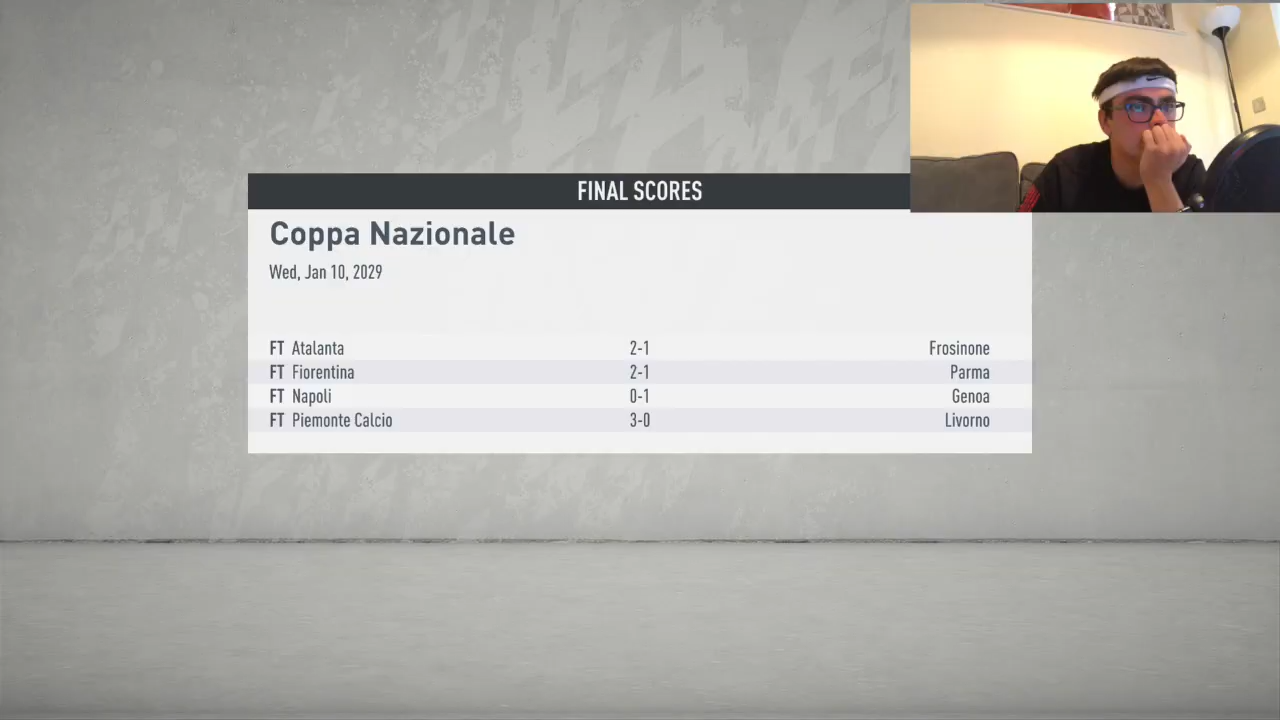 FINAL SCORES
Coppa Nazionale
Wed, Jan 10, 2029
FT Atalanta 2-1 Frosinone
FT Fiorentina 2-1 Parma
FT Napoli 0-1 Genoa
FT Piemonte Calcio 3-0 Livorno